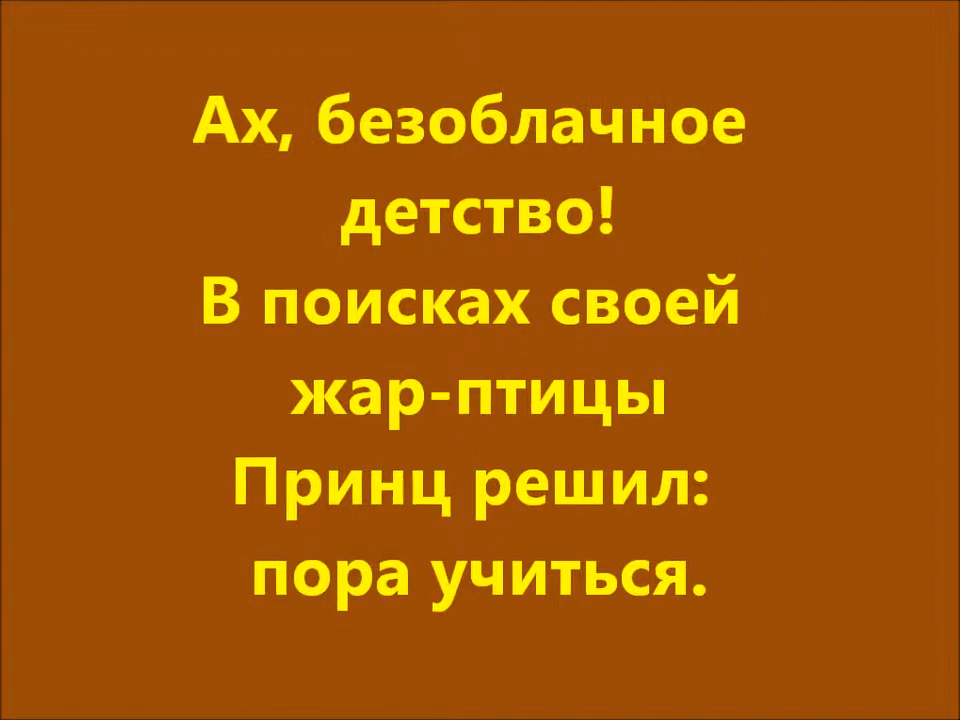 Ах, безоблачное
детство!
В поисках своей
жар-птицы
Принц решил:
пора учиться.